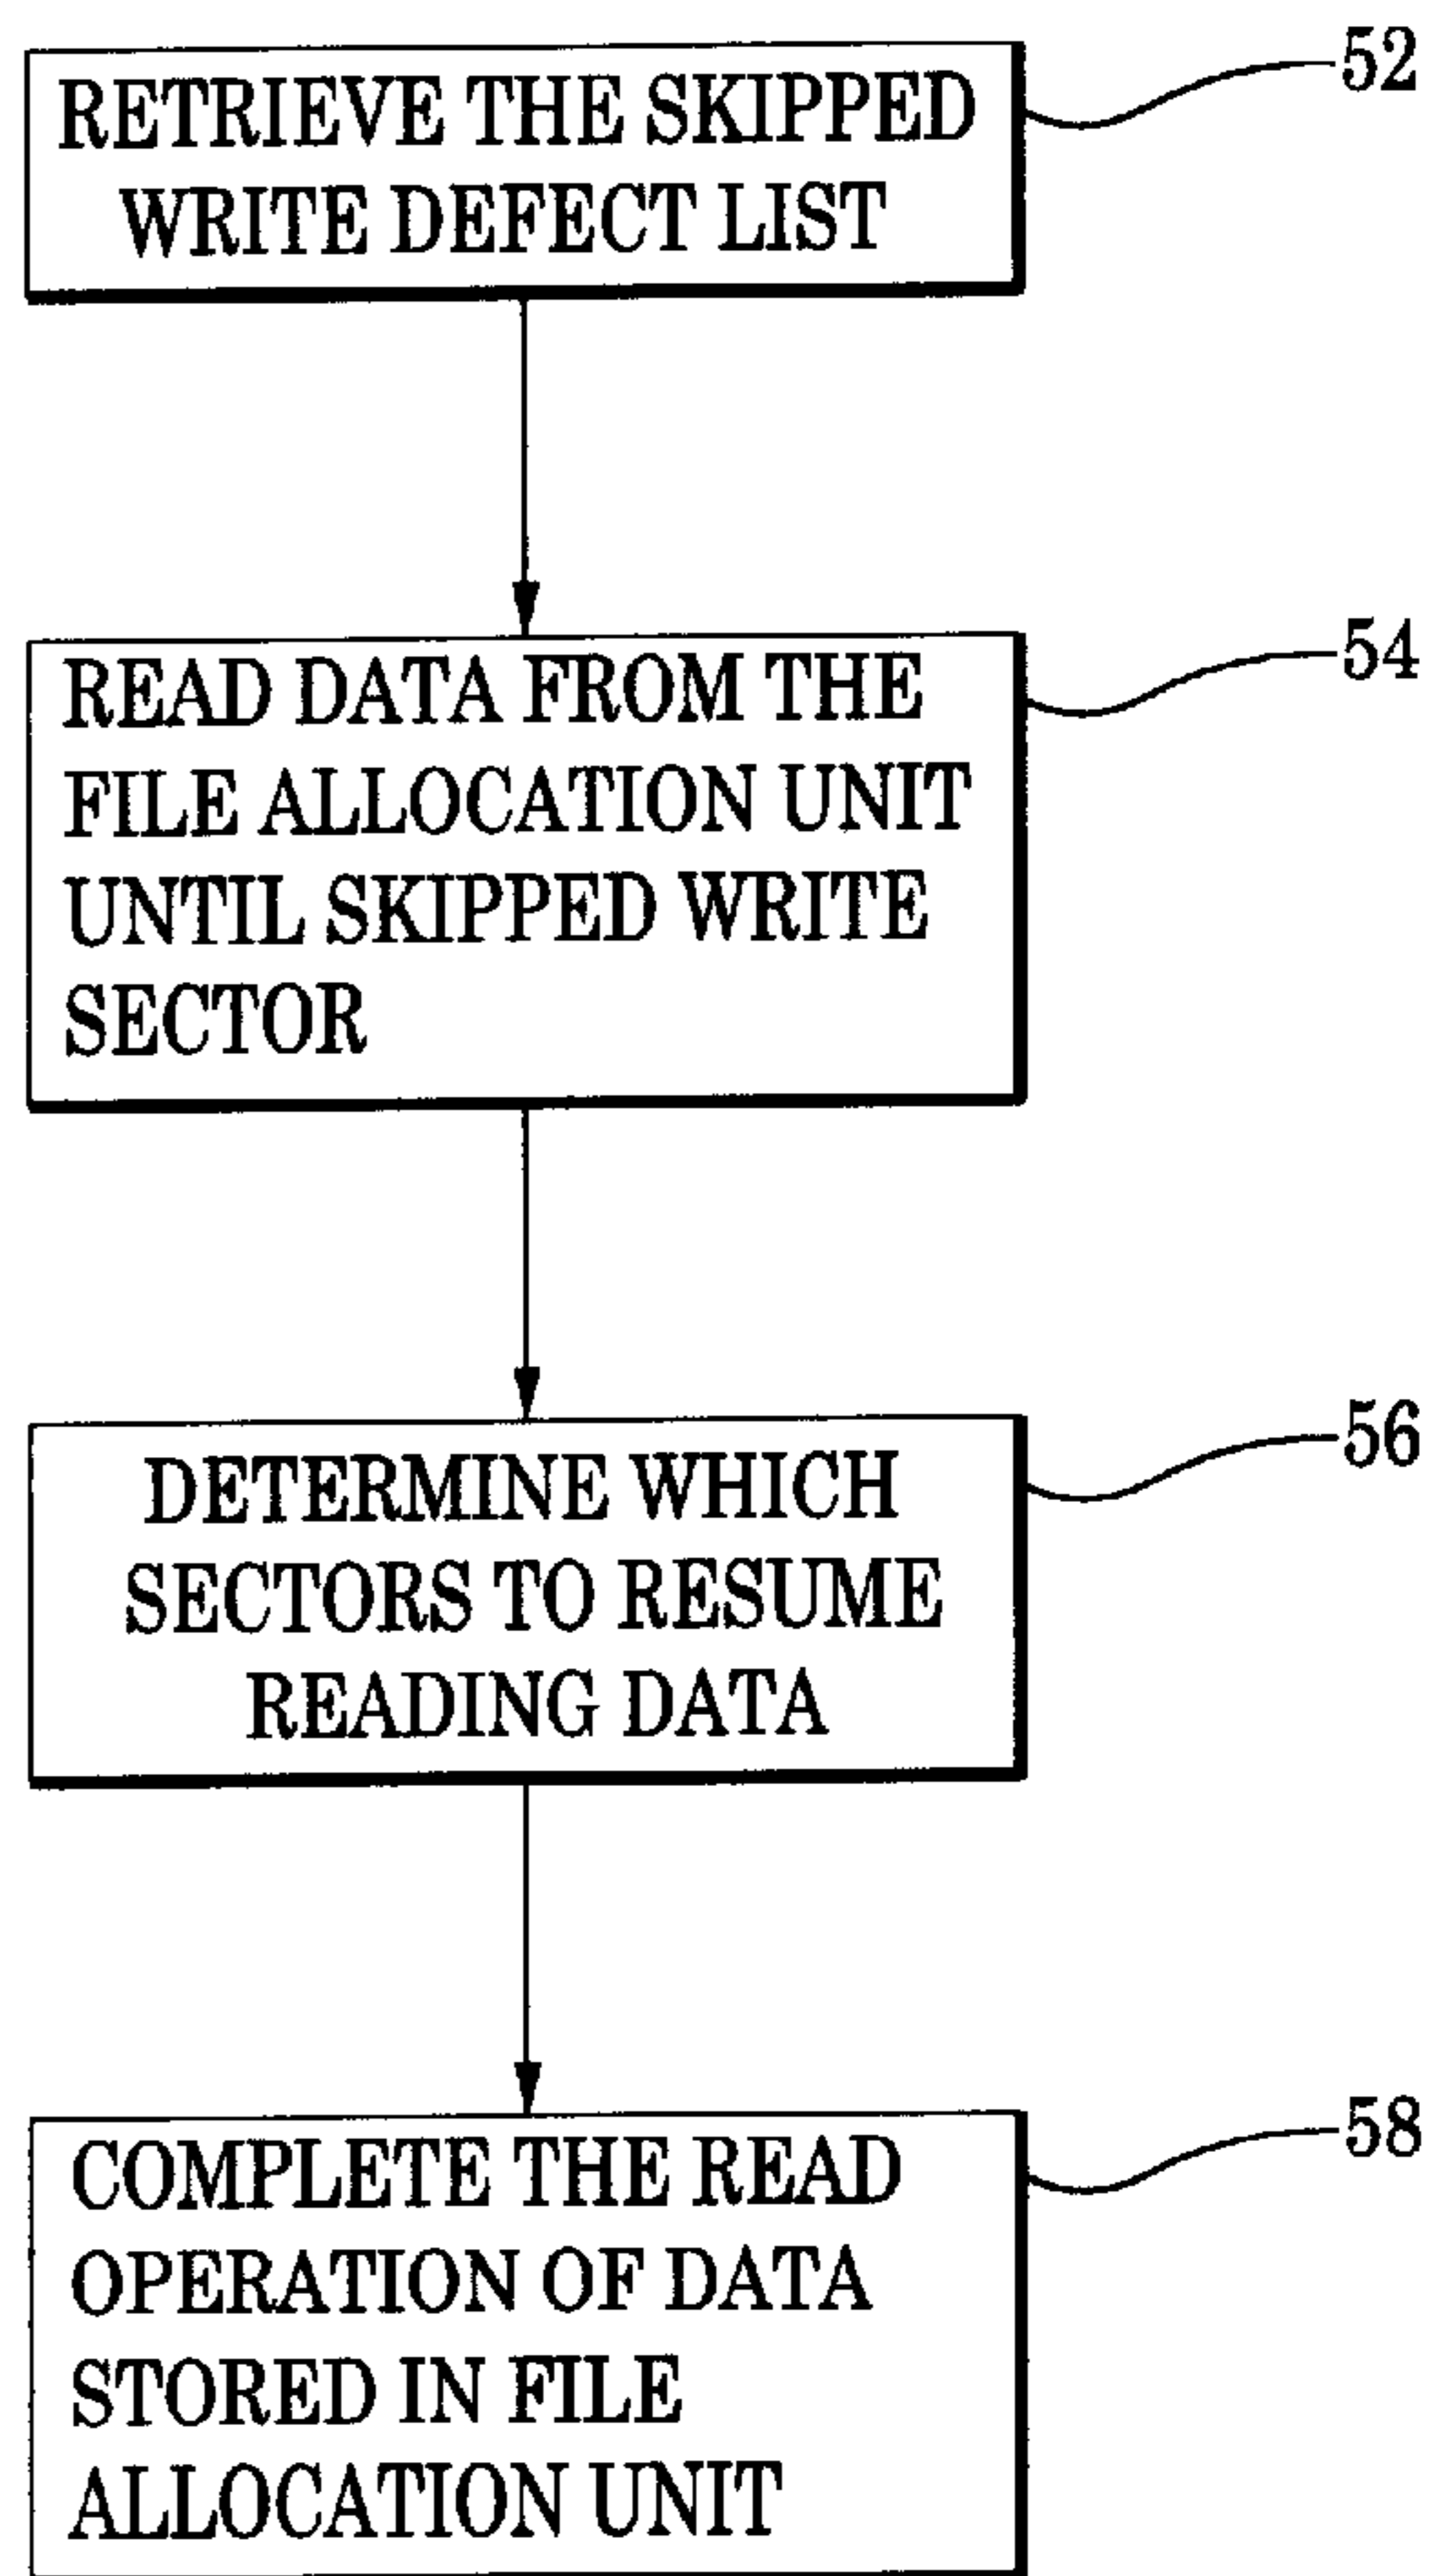 RETRIEVE THE SKIPPED
WRITE DEFECT LIST
52
READ DATA FROM THE
FILE ALLOCATION UNIT
UNTIL SKIPPED WRITE
SECTOR
54
DETERMINE WHICH
SECTORS TO RESUME
READING DATA
56
COMPLETE THE READ
OPERATION OF DATA
STORED IN FILE
ALLOCATION UNIT
58